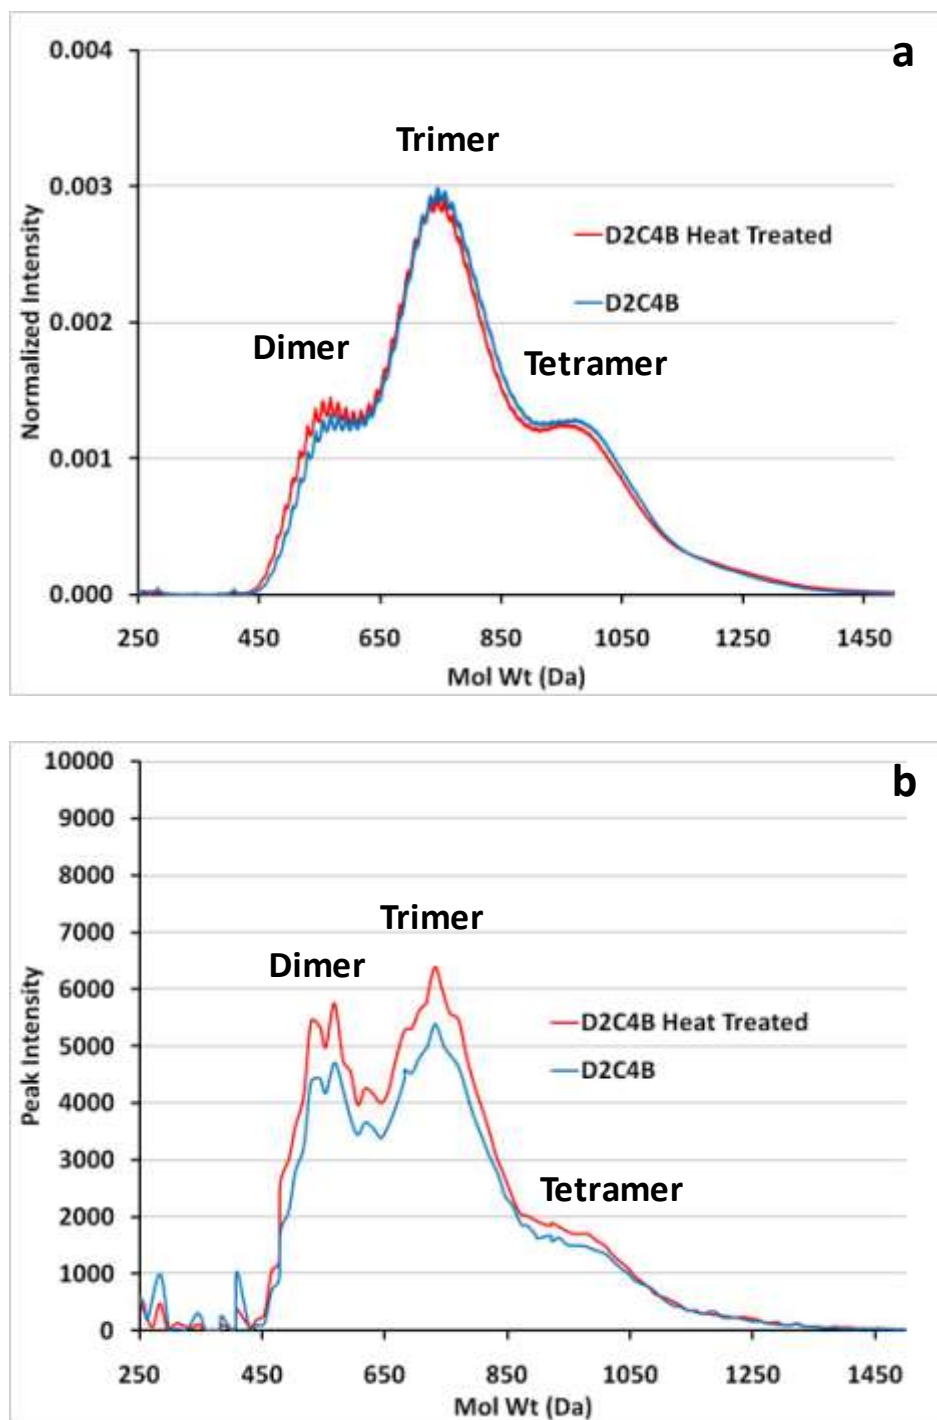 a
0.004
Trimer
0.003
D2C4B Heat Treated
D2C4B
0.002
Dimer
Tetramer
0.001
0.000
Normalized Intensity
250 450 650 850 1050 1250 1450
Mol Wt (Da)
b
10000
9000
8000
7000
Trimer
Dimer
6000
D2C4B Heat Treated
5000
D2C4B
4000
3000
Tetramer
2000
1000
0
Peak Intensity
250 450 650 850 1050 1250 1450
Mol Wt (Da)